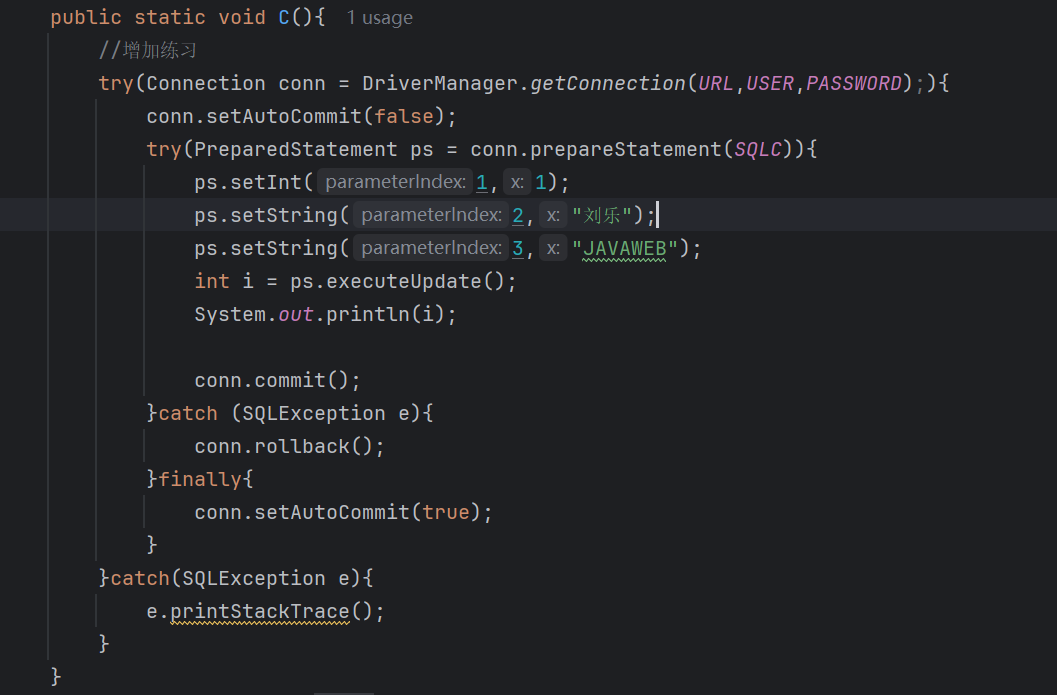 public static void C(){  1 usage
    //增加练习
    try(Connection conn = DriverManager.getConnection(URL,USER,PASSWORD);){
        conn.setAutoCommit(false);
        try(PreparedStatement ps = conn.prepareStatement(SQLC)){
            ps.setInt( parameterIndex: 1, x: 1);
            ps.setString( parameterIndex: 2, x: "刘乐");
            ps.setString( parameterIndex: 3, x: "JAVAWEB");
            int i = ps.executeUpdate();
            System.out.println(i);

            conn.commit();
        }catch (SQLException e){
            conn.rollback();
        }finally{
            conn.setAutoCommit(true);
        }
    }catch(SQLException e){
        e.printStackTrace();
    }
}